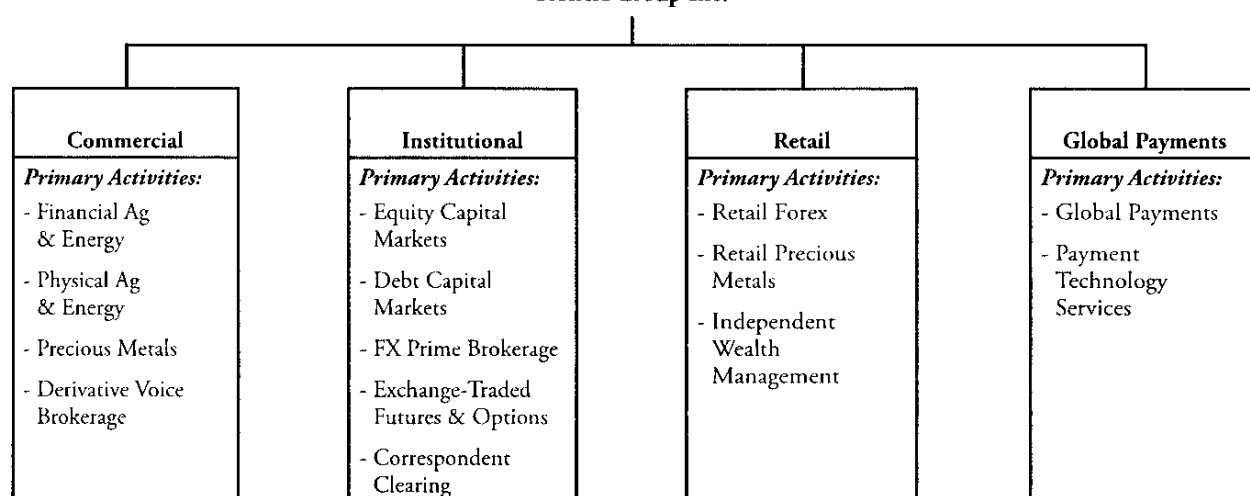 Commercial
Primary Activities:
- Financial Ag
& Energy
- Physical Ag
& Energy
- Precious Metals
- Derivative Voice
Brokerage
Institutional
Primary Activities:
- Equity Capital
Markets
- Debt Capital
Markets
- FX Prime Brokerage
- Exchange-Traded
Futures & Options
- Correspondent
Clearing
Retail
Primary Activities:
- Retail Forex
- Retail Precious
Metals
- Independent
Wealth
Management
Global Payments
Primary Activities:
- Global Payments
- Payment
Technology
Services